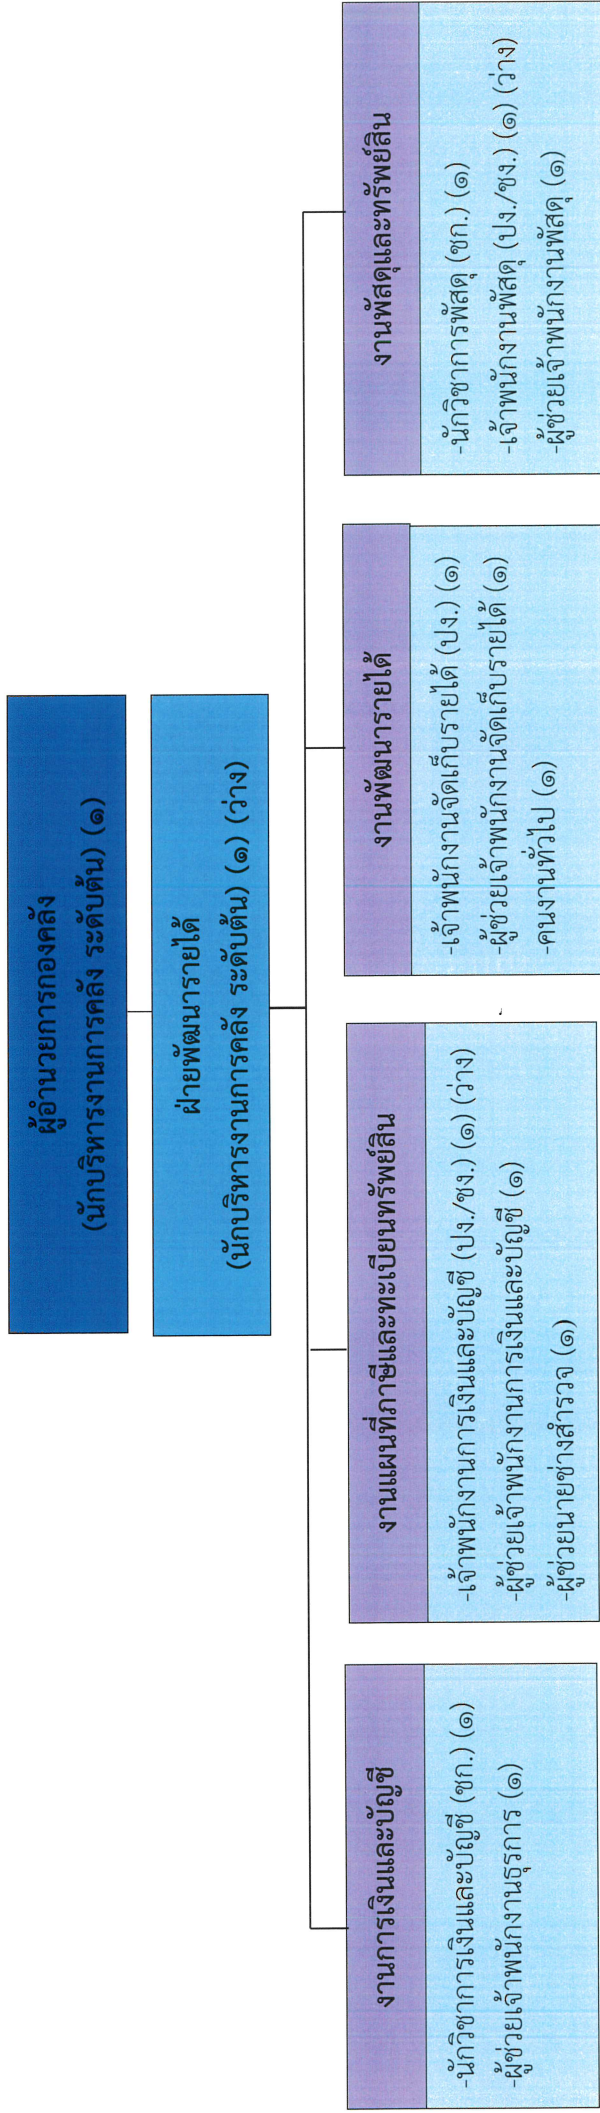 ผู้อำนวยการกองคลัง
(นักบริหารงานการคลัง ระดับต้น) (๑)
ฝ่ายพัฒนารายได้
(นักบริหารงานการคลัง ระดับต้น) (๑) (ว่าง)
งานการเงินและบัญชี
-นักวิชาการเงินและบัญชี (ชก.) (๑)
-ผู้ช่วยเจ้าพนักงานธุรการ (๑)
งานแผนที่ภาษีและทะเบียนทรัพย์สิน
-เจ้าพนักงานการเงินและบัญชี (ปง./ชง.) (๑) (ว่าง)
-ผู้ช่วยเจ้าพนักงานการเงินและบัญชี (๑)
-ผู้ช่วยนายช่างสำรวจ (๑)
งานพัฒนารายได้
-เจ้าพนักงานจัดเก็บรายได้ (ปง.) (๑)
-ผู้ช่วยเจ้าพนักงานจัดเก็บรายได้ (๑)
-คนงานทั่วไป (๑)
งานพัสดุและทรัพย์สิน
-นักวิชาการพัสดุ (ชก.) (๑)
-เจ้าพนักงานพัสดุ (ปง./ชง.) (๑) (ว่าง)
-ผู้ช่วยเจ้าพนักงานพัสดุ (๑)